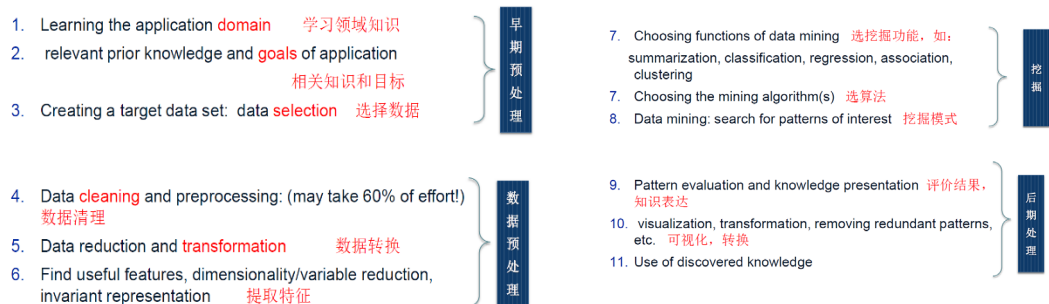 1. Learning the application domain 学习领域知识
2. relevant prior knowledge and goals of application
相关知识和目标
3. Creating a target data set: data selection 选择数据
早期预处理
4. Data cleaning and preprocessing: (may take 60% of effort!)
数据清理
5. Data reduction and transformation 数据转换
6. Find useful features, dimensionality/variable reduction,
invariant representation 提取特征
数据预处理
7. Choosing functions of data mining 选挖掘功能，如：
summarization, classification, regression, association,
clustering
7. Choosing the mining algorithm(s) 选算法
8. Data mining: search for patterns of interest 挖掘模式
挖掘
9. Pattern evaluation and knowledge presentation 评价结果，
知识表达
10. visualization, transformation, removing redundant patterns,
etc. 可视化，转换
11. Use of discovered knowledge
后期处理